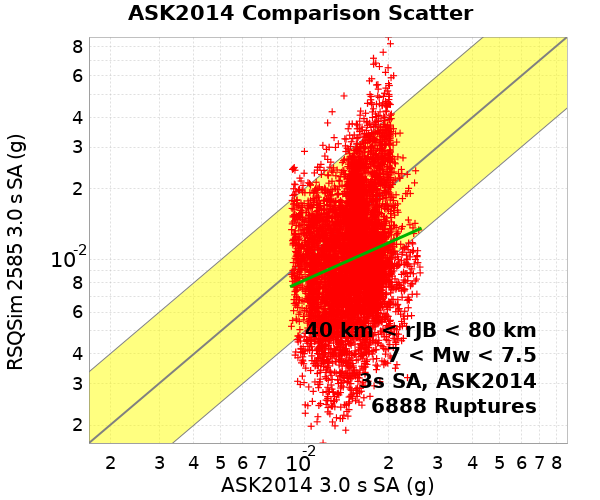 ASK2014 Comparison Scatter
RSQSim 2585 3.0 s SA (g)
8
6
4
3
2
10-2
8
6
4
3
2
40 km < rJB < 80 km
7 < Mw < 7.5
3s SA, ASK2014
6888 Ruptures
2 3 4 5 6 7 10-2 2 3 4 5 6 7 8
ASK2014 3.0 s SA (g)